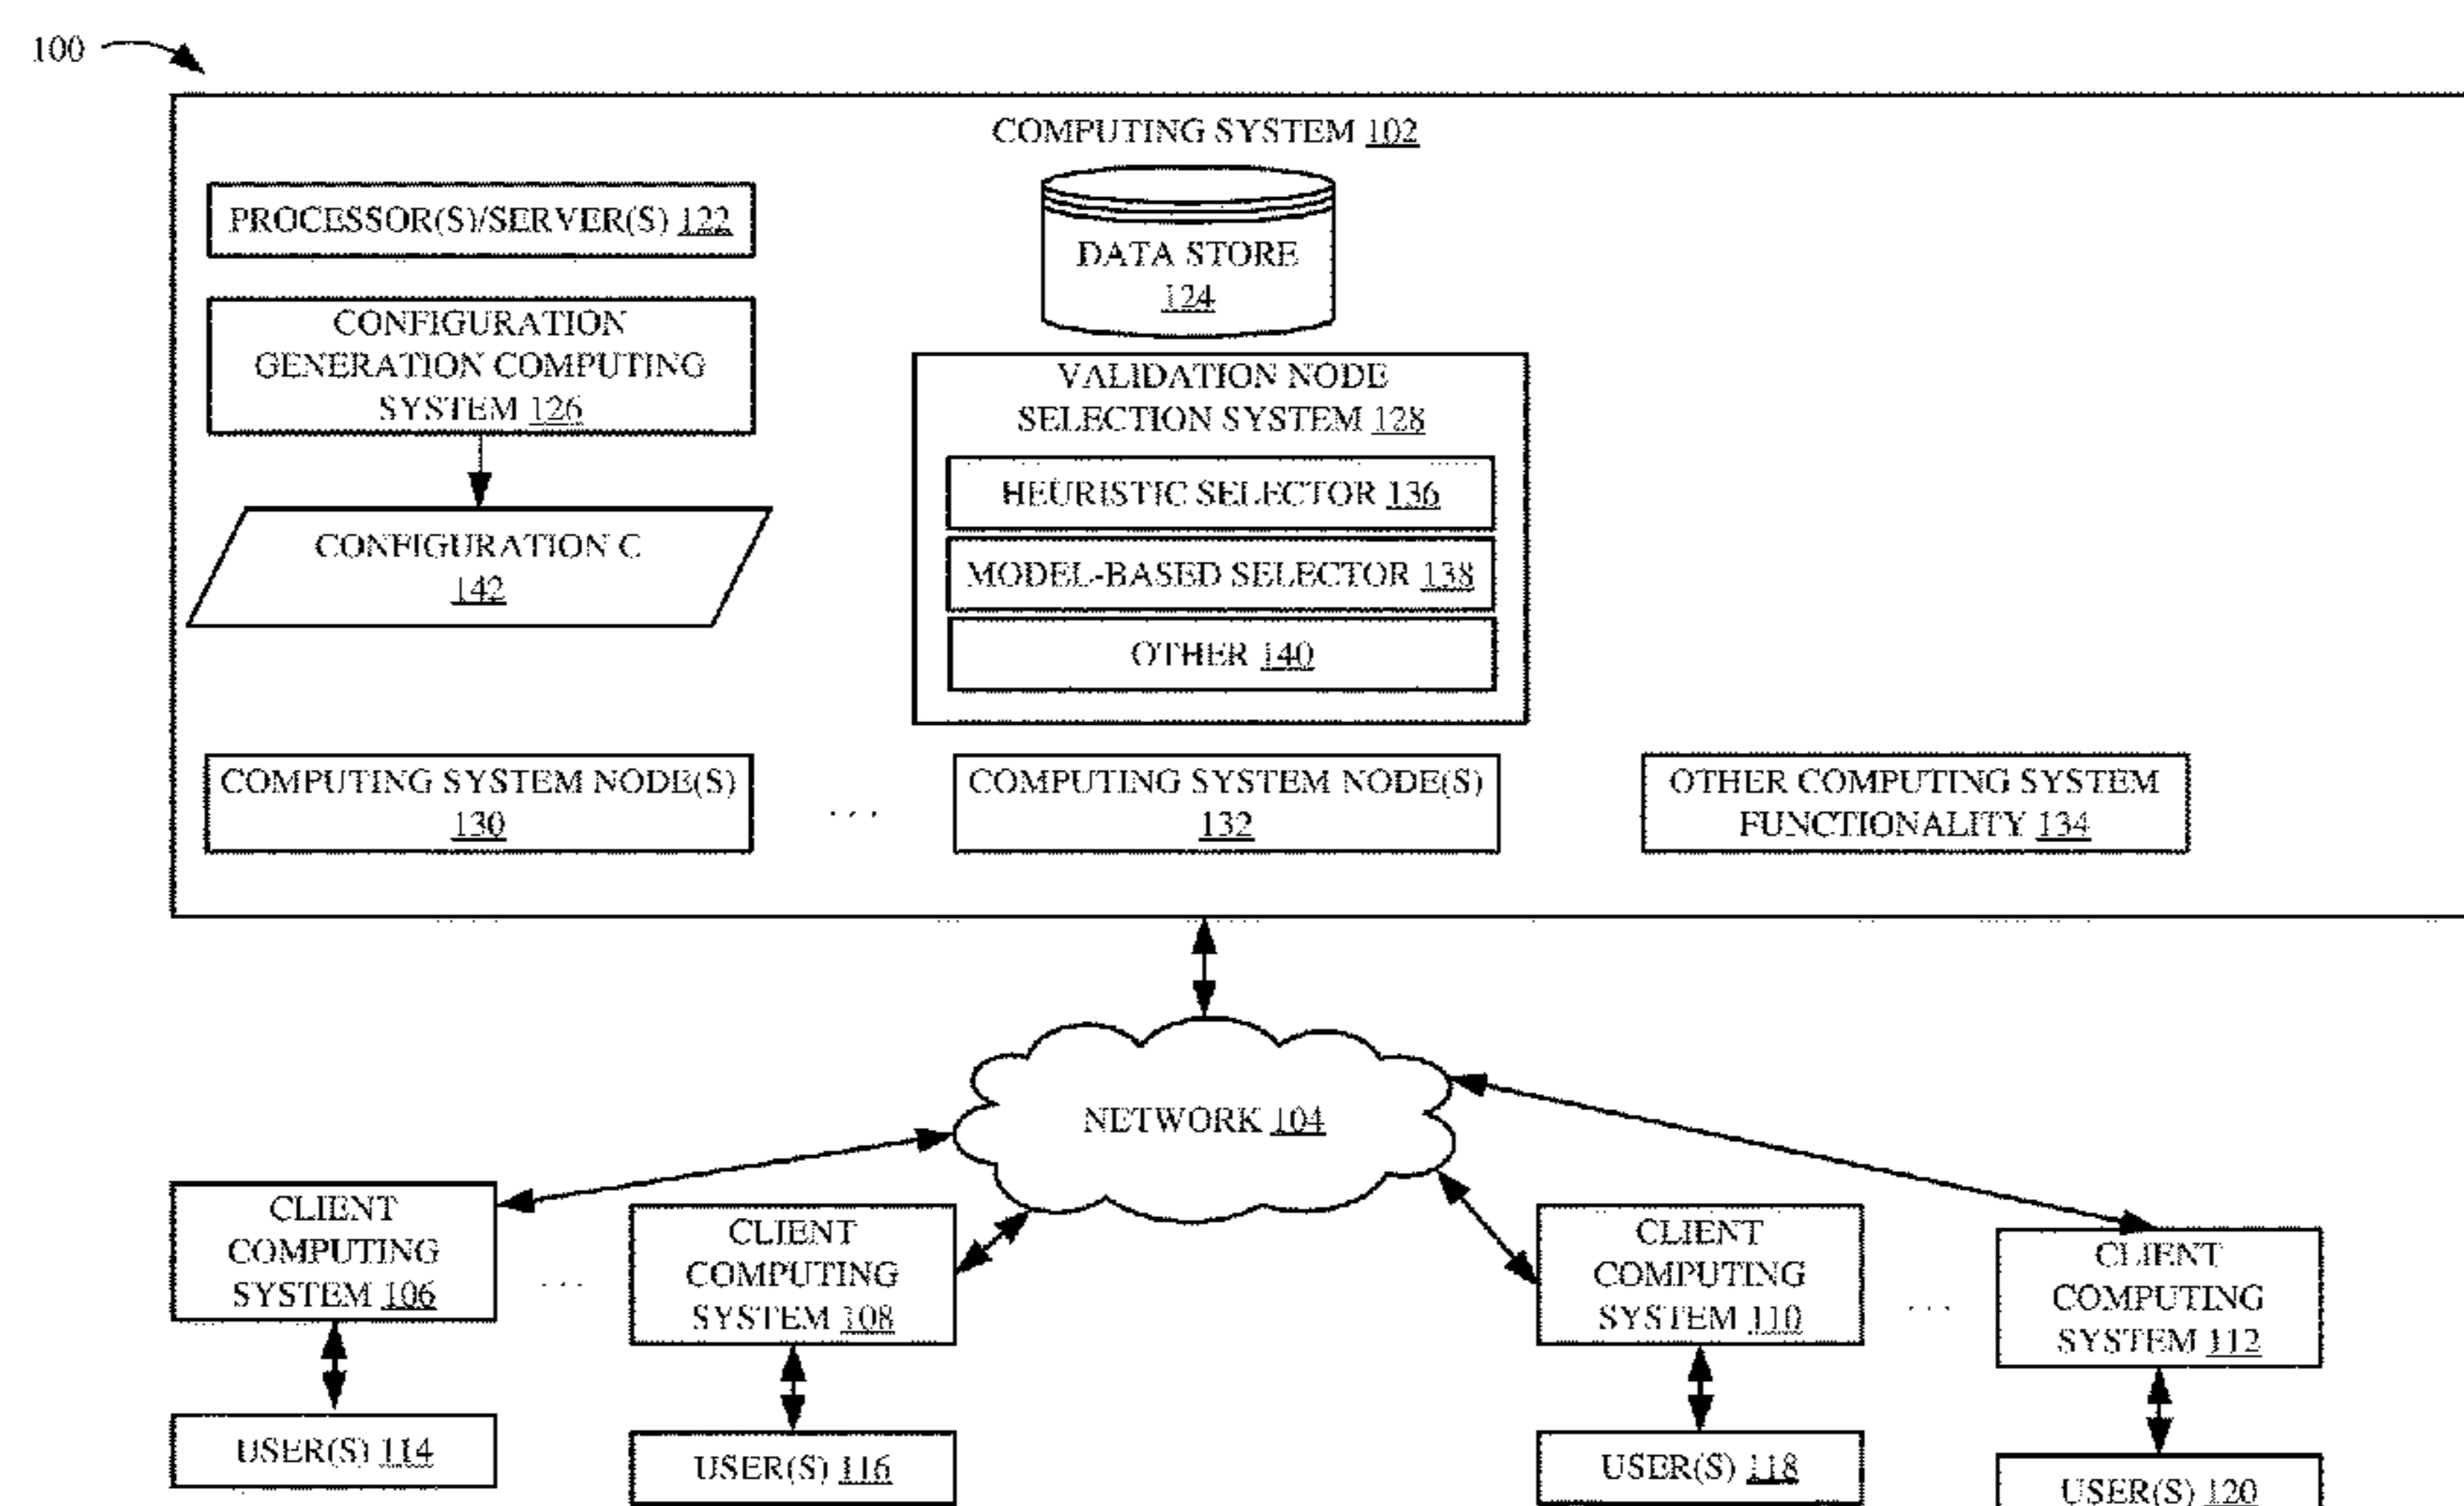 100
COMPUTING SYSTEM 102
PROCESSOR(S)/SERVER(S) 122
DATA STORE
124
CONFIGURATION
GENERATION COMPUTING
SYSTEM 126
VALIDATION NODE
SELECTION SYSTEM 128
HEURISTIC SELECTOR 136
CONFIGURATION C
142
MODEL-BASED SELECTOR 138
OTHER 140
COMPUTING SYSTEM NODE(S)
130
. . .
COMPUTING SYSTEM NODE(S)
132
OTHER COMPUTING SYSTEM
FUNCTIONALITY 134
NETWORK 104
CLIENT
COMPUTING
SYSTEM 106
. . .
CLIENT
COMPUTING
SYSTEM 108
CLIENT
COMPUTING
SYSTEM 110
. . .
CLIENT
COMPUTING
SYSTEM 112
USER(S) 114
USER(S) 116
USER(S) 118
USER(S) 120